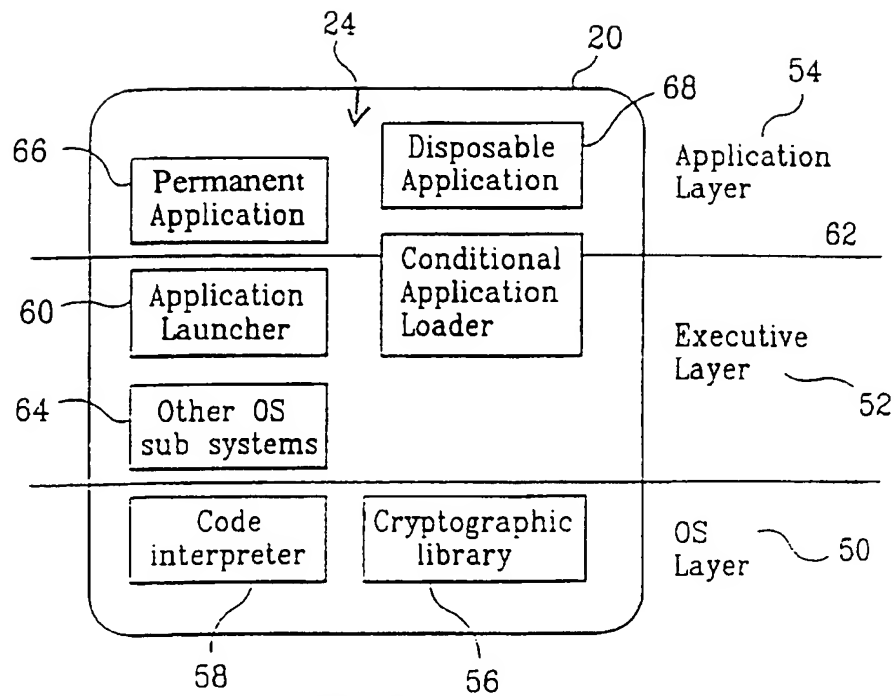 24
20
68
54
66
Disposable
Application
Application
Layer
Permanent
Application
62
60
Application
Launcher
Conditional
Application
Loader
Executive
Layer
52
64
Other OS
sub systems
Code
interpreter
Cryptographic
library
OS
Layer
50
58
56